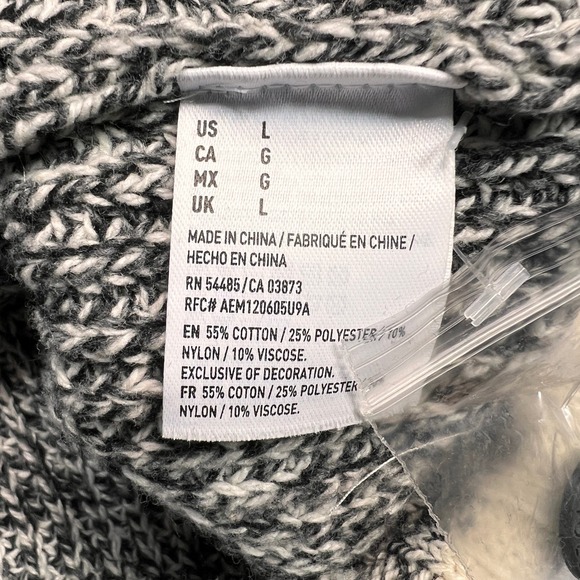 US L
CA G
MX G
UK L
MADE IN CHINA / FABRIQUÉ EN CHINE /
HECHO EN CHINA
RN 54485/CA 03873
RFC# AEM120605U9A
EN 55% COTTON / 25% POLYESTER / 10%
NYLON / 10% VISCOSE.
EXCLUSIVE OF DECORATION.
FR 55% COTON / 25% POLYESTER
NYLON / 10% VISCOSE.